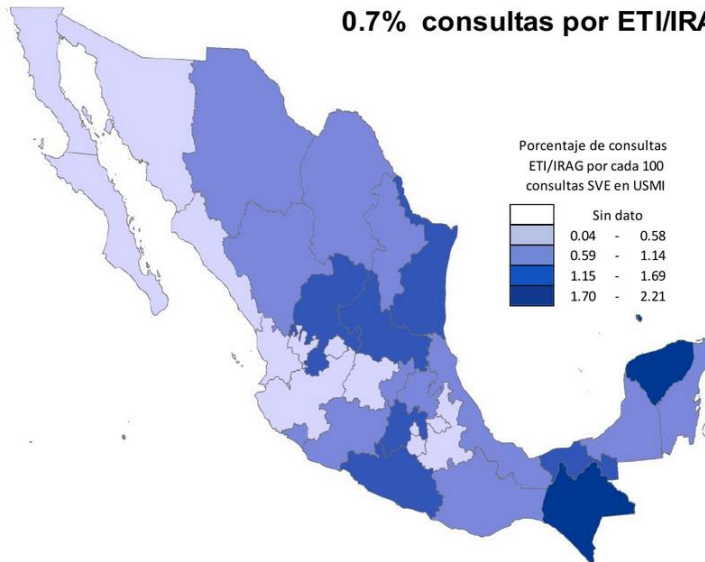 0.7% consultas por ETI/IRA
Porcentaje de consultas
ETI/IRAG por cada 100
consultas SVE en USMI
Sin dato
0.04 - 0.58
0.59 - 1.14
1.15 - 1.69
1.70 - 2.21